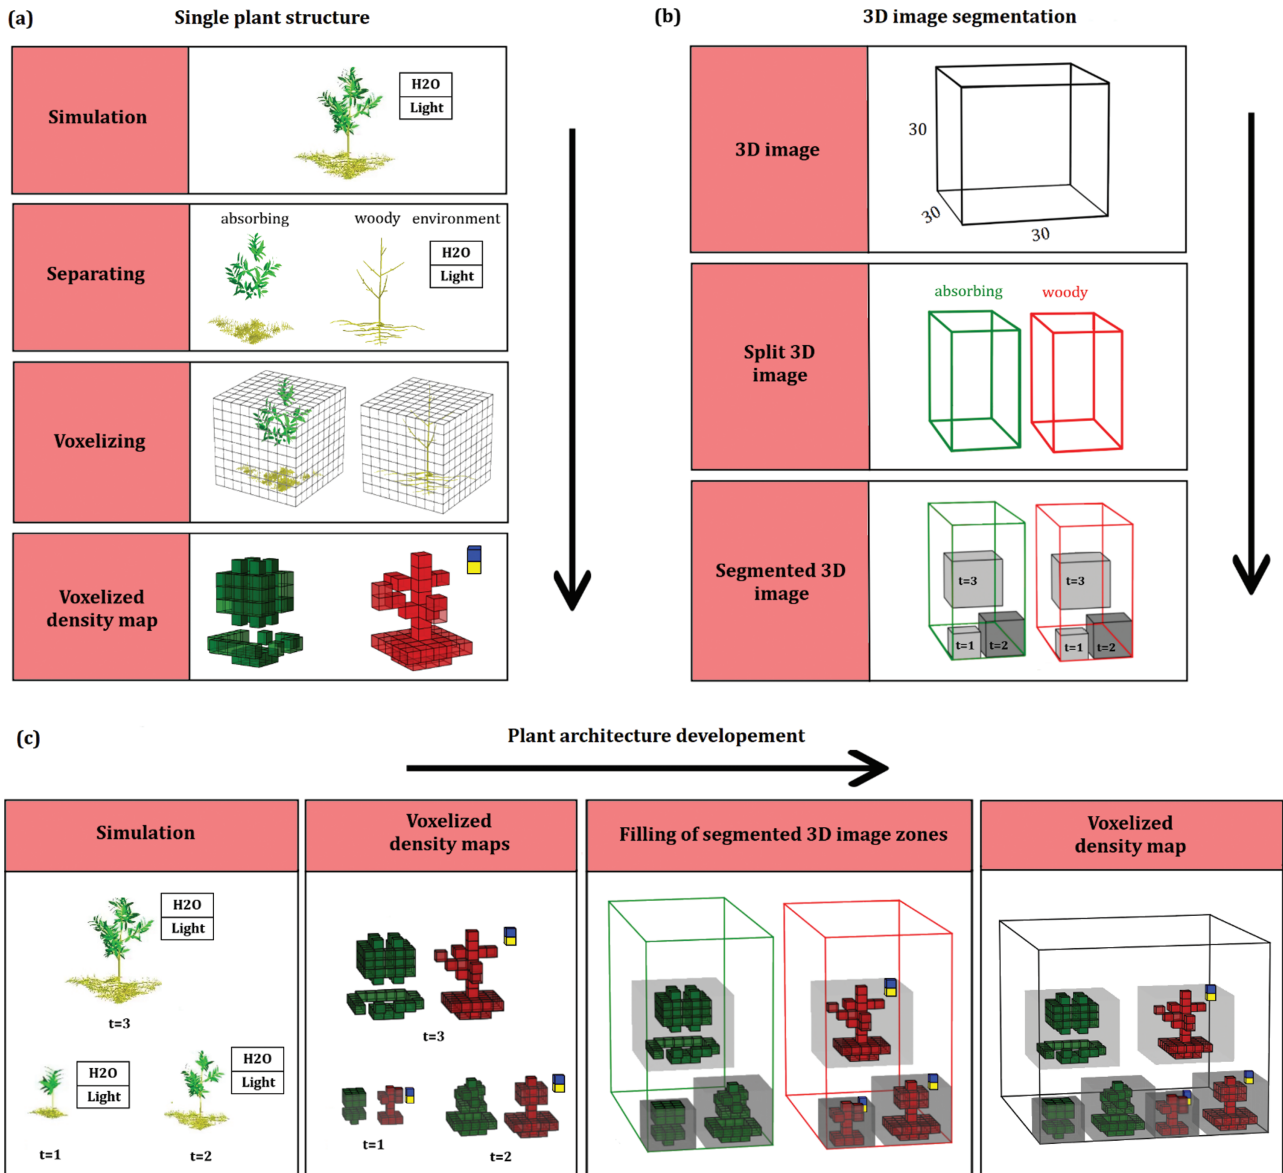 (a)
Single plant structure
Simulation
H2O
Light
Separating
absorbing
woody
environment
H2O
Light
Voxelizing
Voxelized
density map
(b)
3D image segmentation
3D image
30
30
30
Split 3D
image
absorbing
woody
Segmented 3D
image
t=3
t=1
t=2
t=3
t=1
t=2
(c)
Plant architecture developement
Simulation
H2O
Light
t=3
H2O
Light
t=1
H2O
Light
t=2
Voxelized
density maps
t=3
t=1
t=2
Filling of segmented 3D image zones
Voxelized
density map